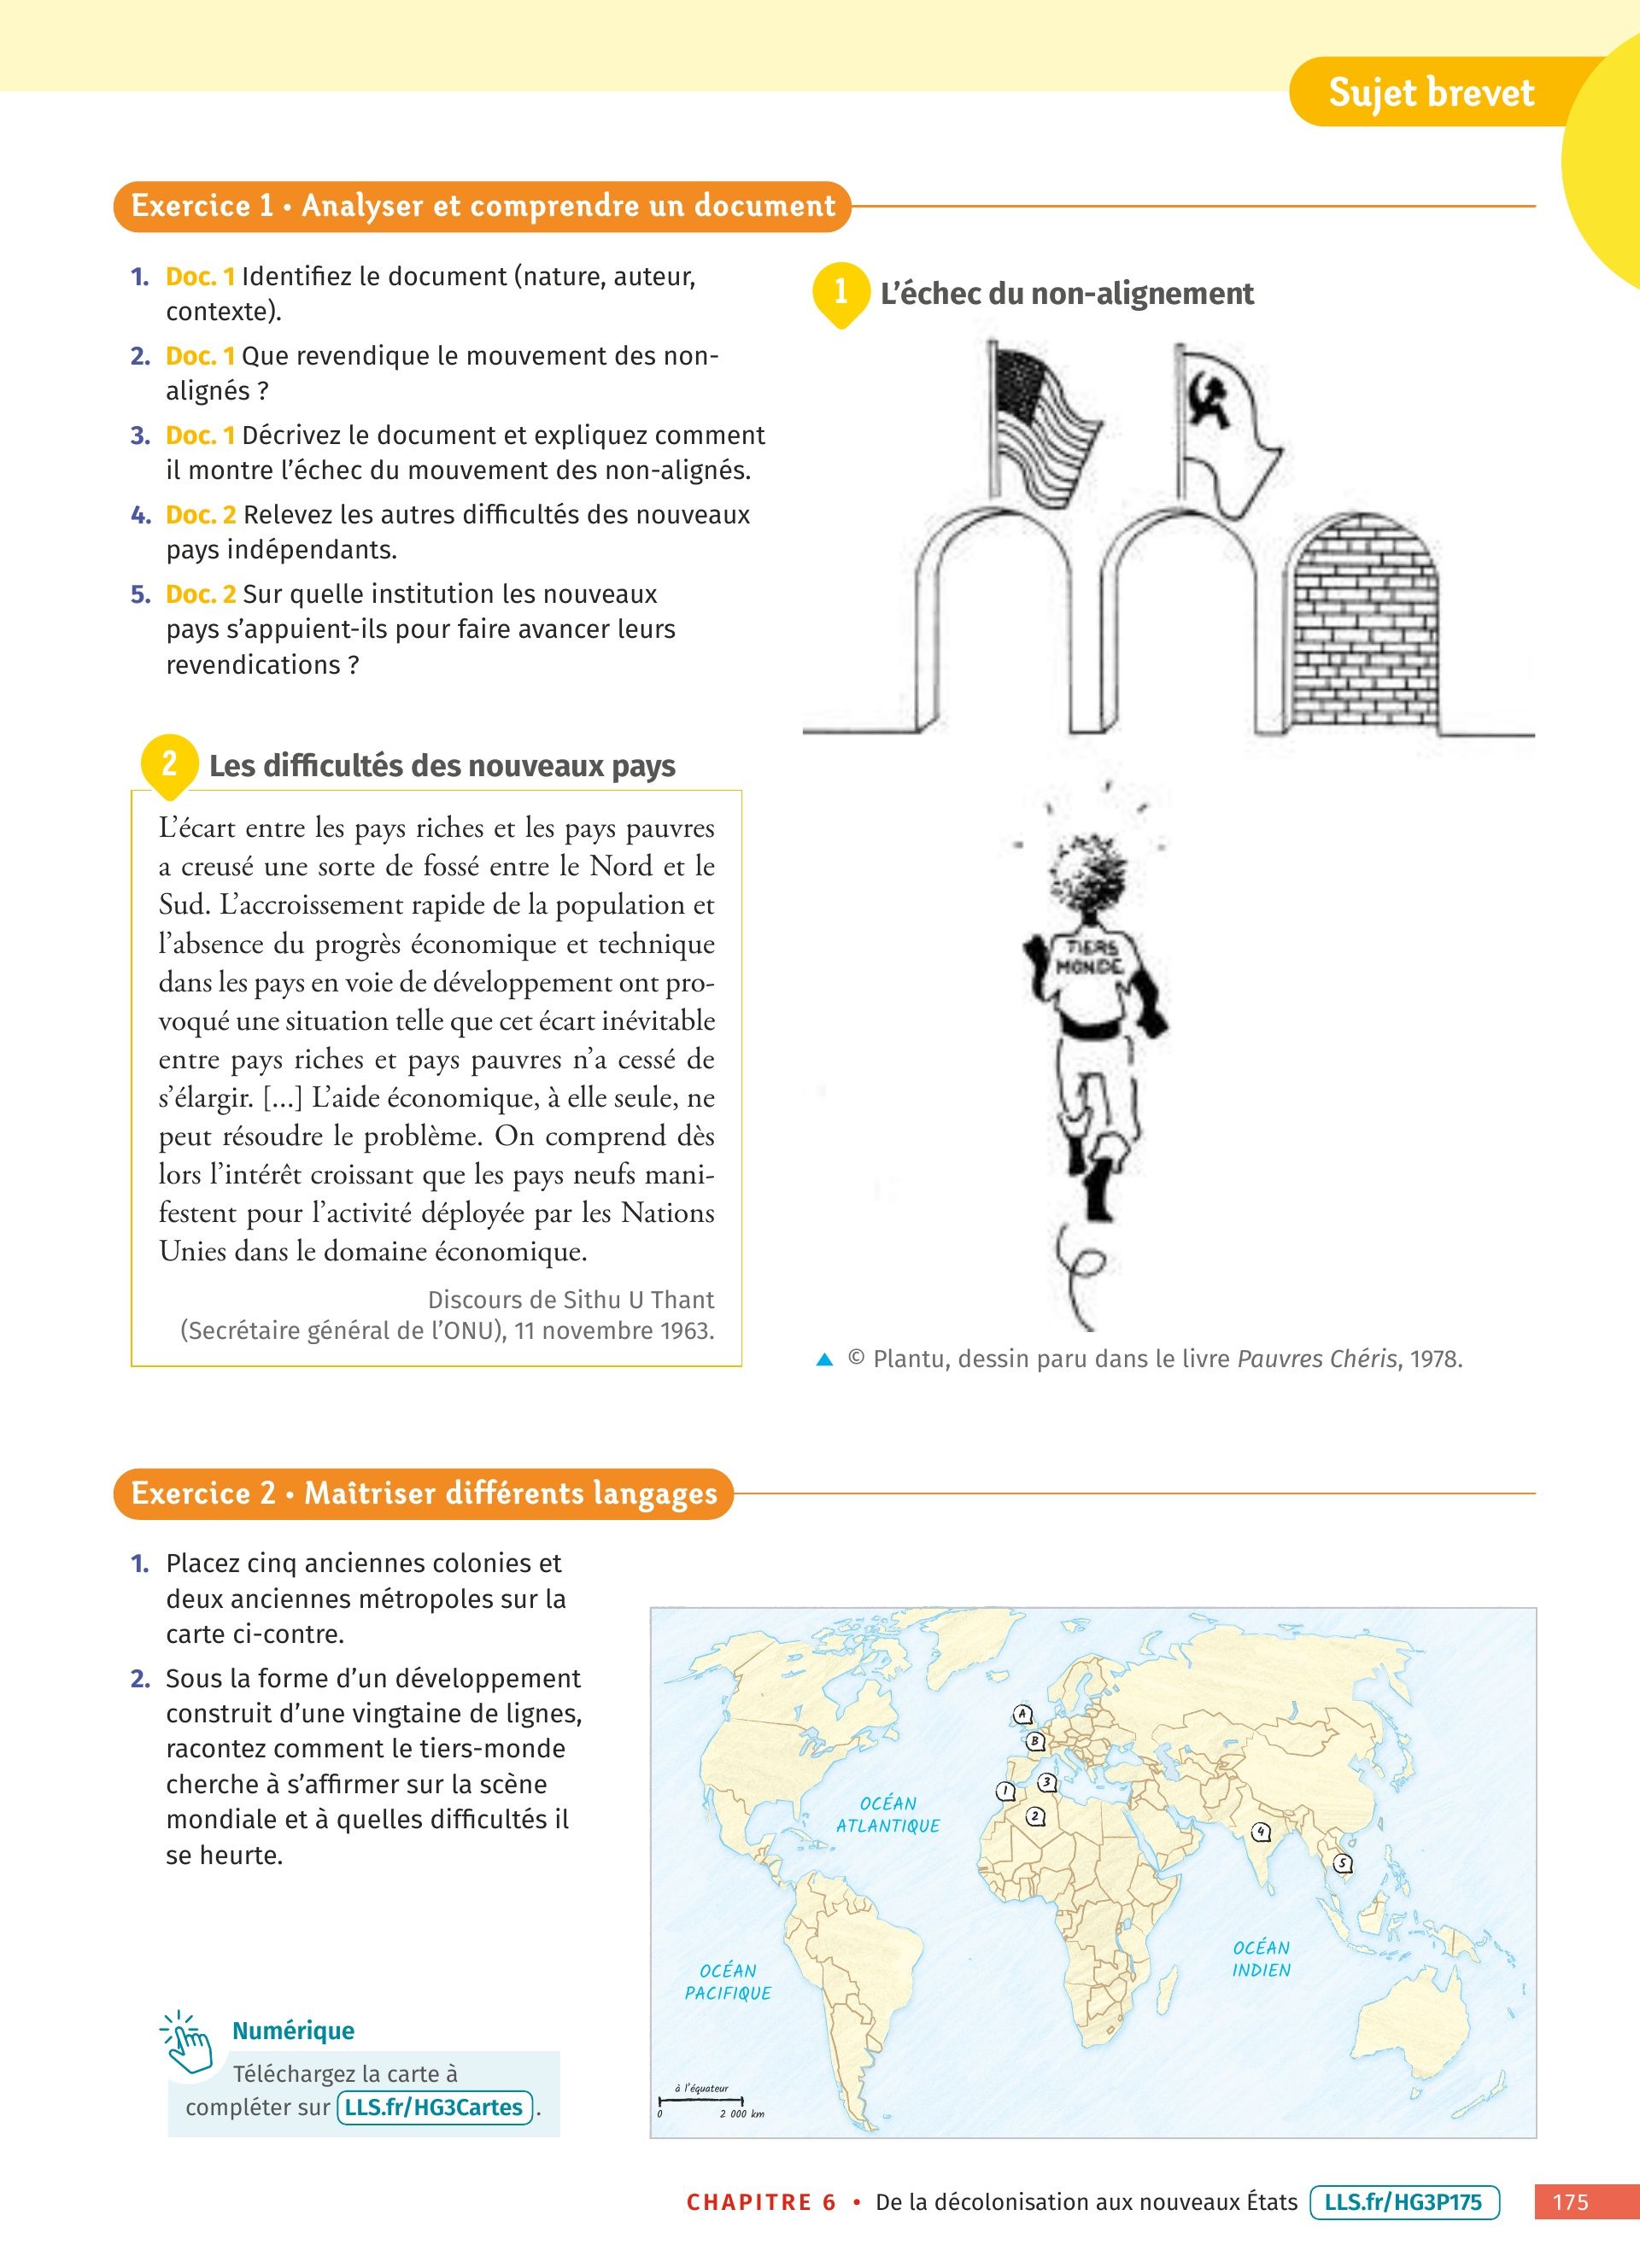 Sujet brevet
Exercice 1 • Analyser et comprendre un document
1. Doc. 1 Identifiez le document (nature, auteur,
contexte).
2. Doc. 1 Que revendique le mouvement des non-
alignés ?
3. Doc. 1 Décrivez le document et expliquez comment
il montre l'échec du mouvement des non-alignés.
4. Doc. 2 Relevez les autres difficultés des nouveaux
pays indépendants.
5. Doc. 2 Sur quelle institution les nouveaux
pays s'appuient-ils pour faire avancer leurs
revendications ?
2 Les difficultés des nouveaux pays
L'écart entre les pays riches et les pays pauvres
a creusé une sorte de fossé entre le Nord et le
Sud. L'accroissement rapide de la population et
l'absence du progrès économique et technique
dans les pays en voie de développement ont pro-
voqué une situation telle que cet écart inévitable
entre pays riches et pays pauvres n'a cessé de
s'élargir. [...] L'aide économique, à elle seule, ne
peut résoudre le problème. On comprend dès
lors l'intérêt croissant que les pays neufs mani-
festent pour l'activité déployée par les Nations
Unies dans le domaine économique.
Discours de Sithu U Thant
(Secrétaire général de l'ONU), 11 novembre 1963.
1 L'échec du non-alignement
TIERS
MONDE
© Plantu, dessin paru dans le livre Pauvres Chéris, 1978.
Exercice 2 • Maîtriser différents langages
1. Placez cinq anciennes colonies et
deux anciennes métropoles sur la
carte ci-contre.
2. Sous la forme d'un développement
construit d'une vingtaine de lignes,
racontez comment le tiers-monde
cherche à s'affirmer sur la scène
mondiale et à quelles difficultés il
se heurte.
Numérique
Téléchargez la carte à
compléter sur LLS.fr/HG3Cartes .
A
B
1
3
2
4
5
OCÉAN
ATLANTIQUE
OCÉAN
PACIFIQUE
OCÉAN
INDIEN
à l'équateur
0 2 000 km
CHAPITRE 6 • De la décolonisation aux nouveaux États LLS.fr/HG3P175 175